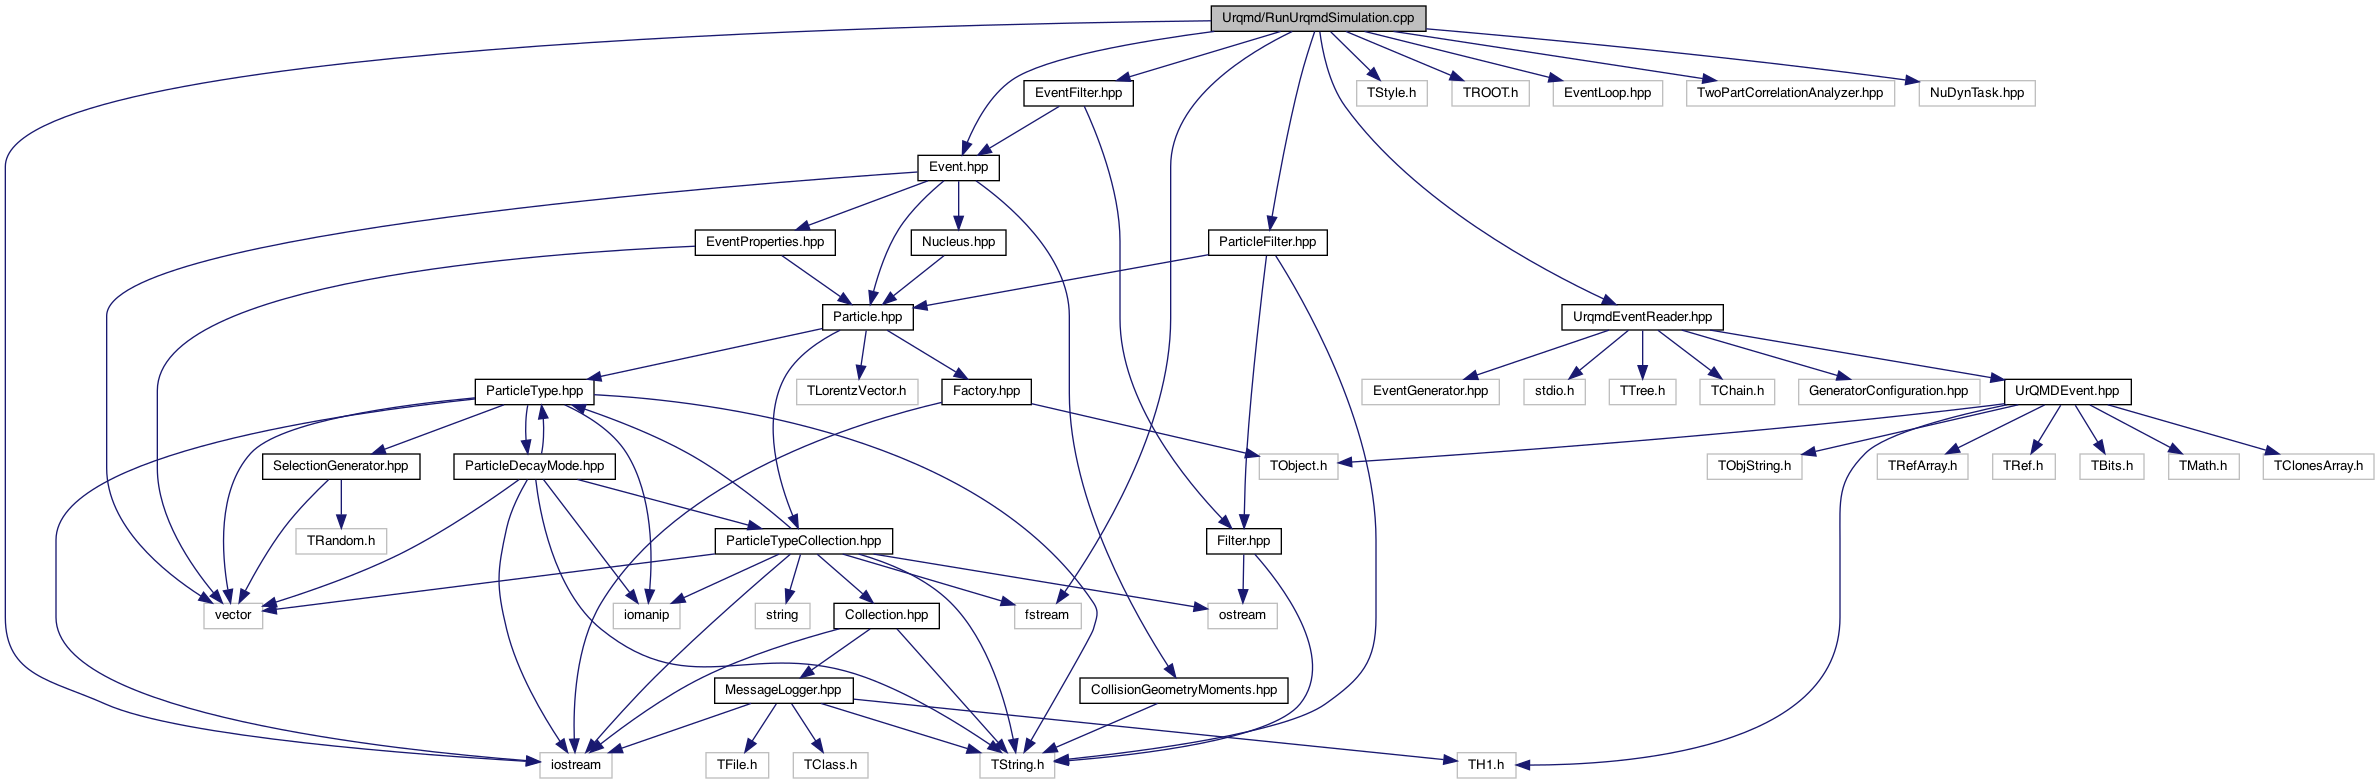 Urqmd/RunUrqmdSimulation.cpp
EventFilter.hpp
TStyle.h
TROOT.h
EventLoop.hpp
TwoPartCorrelationAnalyzer.hpp
NuDynTask.hpp
Event.hpp
EventProperties.hpp
Nucleus.hpp
ParticleFilter.hpp
Particle.hpp
UrqmdEventReader.hpp
ParticleType.hpp
TLorentzVector.h
Factory.hpp
EventGenerator.hpp
stdio.h
TTree.h
TChain.h
GeneratorConfiguration.hpp
UrQMDEvent.hpp
SelectionGenerator.hpp
ParticleDecayMode.hpp
TObject.h
TObjString.h
TRefArray.h
TRef.h
TBits.h
TMath.h
TClonesArray.h
TRandom.h
ParticleTypeCollection.hpp
Filter.hpp
vector
iomanip
string
Collection.hpp
fstream
ostream
MessageLogger.hpp
CollisionGeometryMoments.hpp
iostream
TFile.h
TClass.h
TString.h
TH1.h